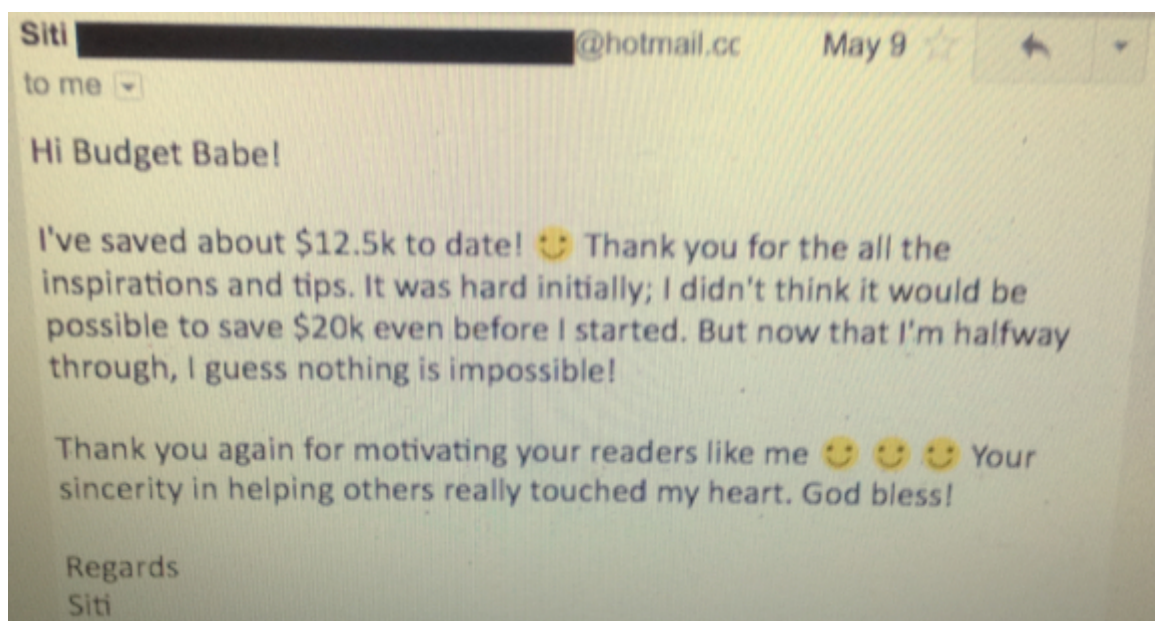 Siti @hotmail.cc May 9
to me
Hi Budget Babe!
I've saved about $12.5k to date! Thank you for the all the
inspirations and tips. It was hard initially; I didn't think it would be
possible to save $20k even before I started. But now that I'm halfway
through, I guess nothing is impossible!
Thank you again for motivating your readers like me Your
sincerity in helping others really touched my heart. God bless!
Regards
Siti